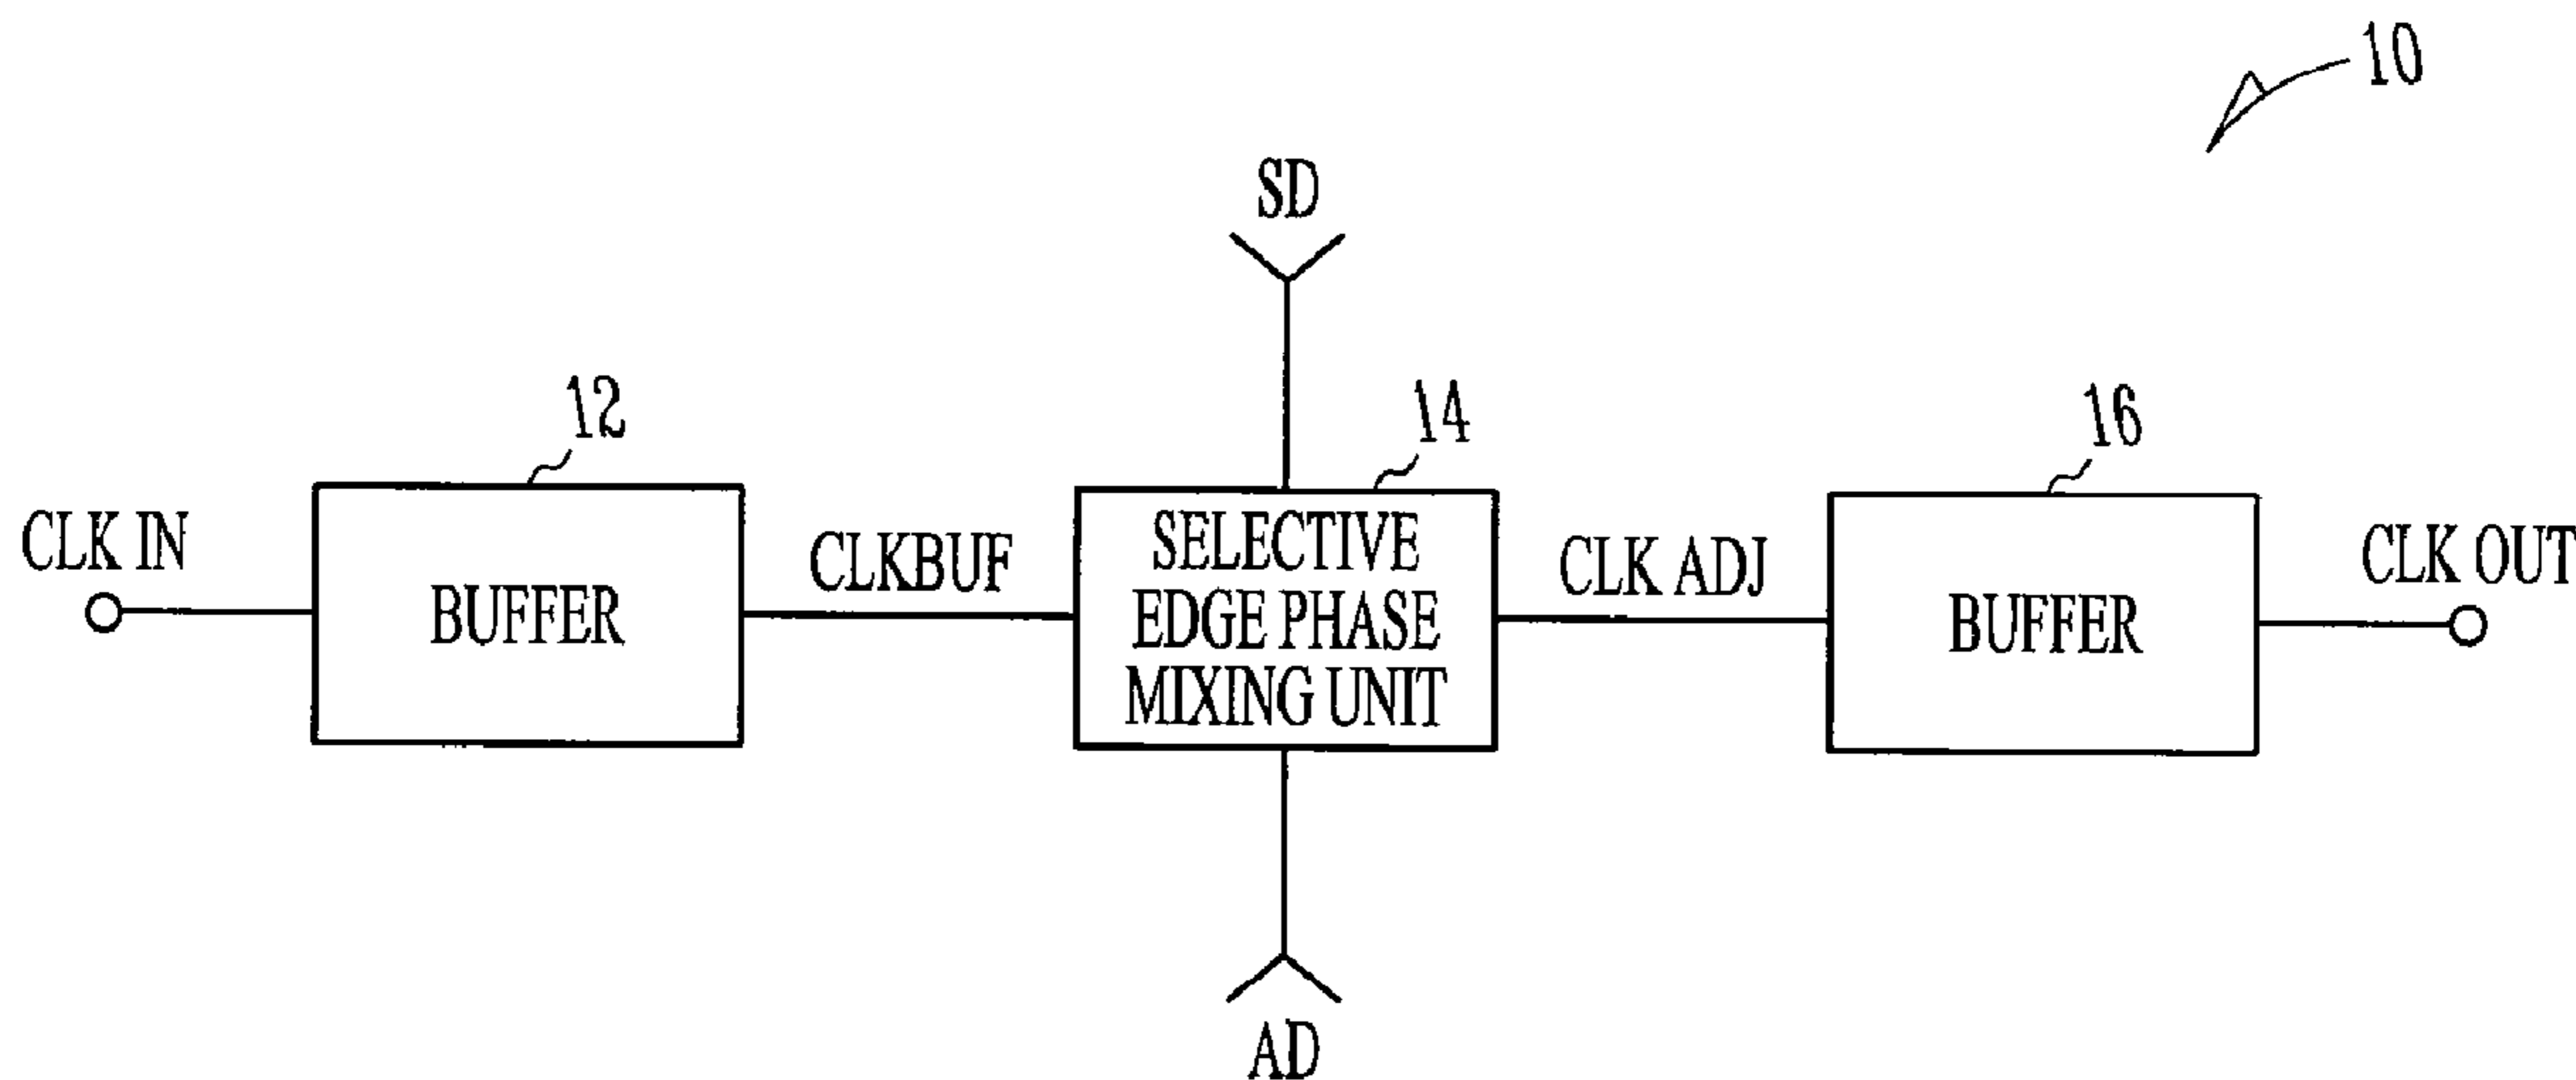 10
SD
12
14
16
CLK IN
BUFFER
CLKBUF
SELECTIVE
EDGE PHASE
MIXING UNIT
CLK ADJ
BUFFER
CLK OUT
AD